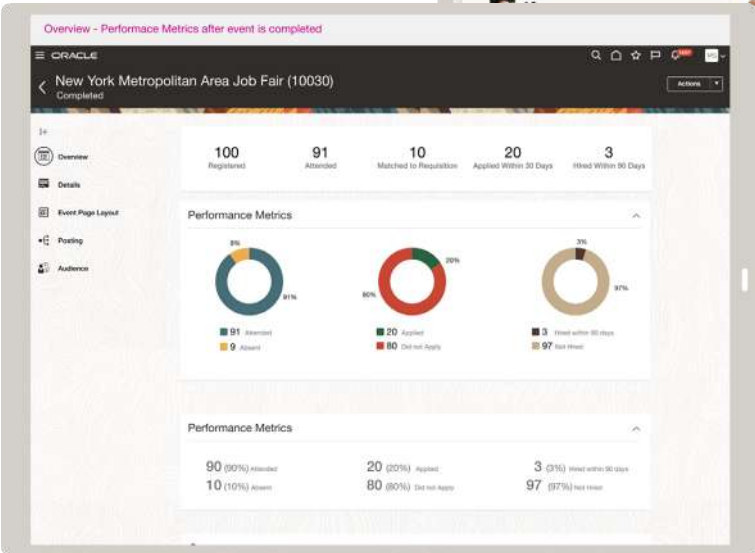 Overview - Performace Metrics after event is completed
ORACLE
New York Metropolitan Area Job Fair (10030)
Completed
Actions
Overview
Details
Event Page Layout
Posting
Audience
100 91 10 20 3
Registered Attended Matched to Requisition Applied Within 30 Days Hired Within 90 Days
Performance Metrics
91%
20%
80%
3%
97%
91 Attended 20 Applied 3 Hired within 90 days
9 Absent 80 Did not Apply 97 Not Hired
Performance Metrics
90 (90%) Attended 20 (20%) Applied 3 (3%) Hired within 90 days
10 (10%) Absent 80 (80%) Did not Apply 97 (97%) Not Hired